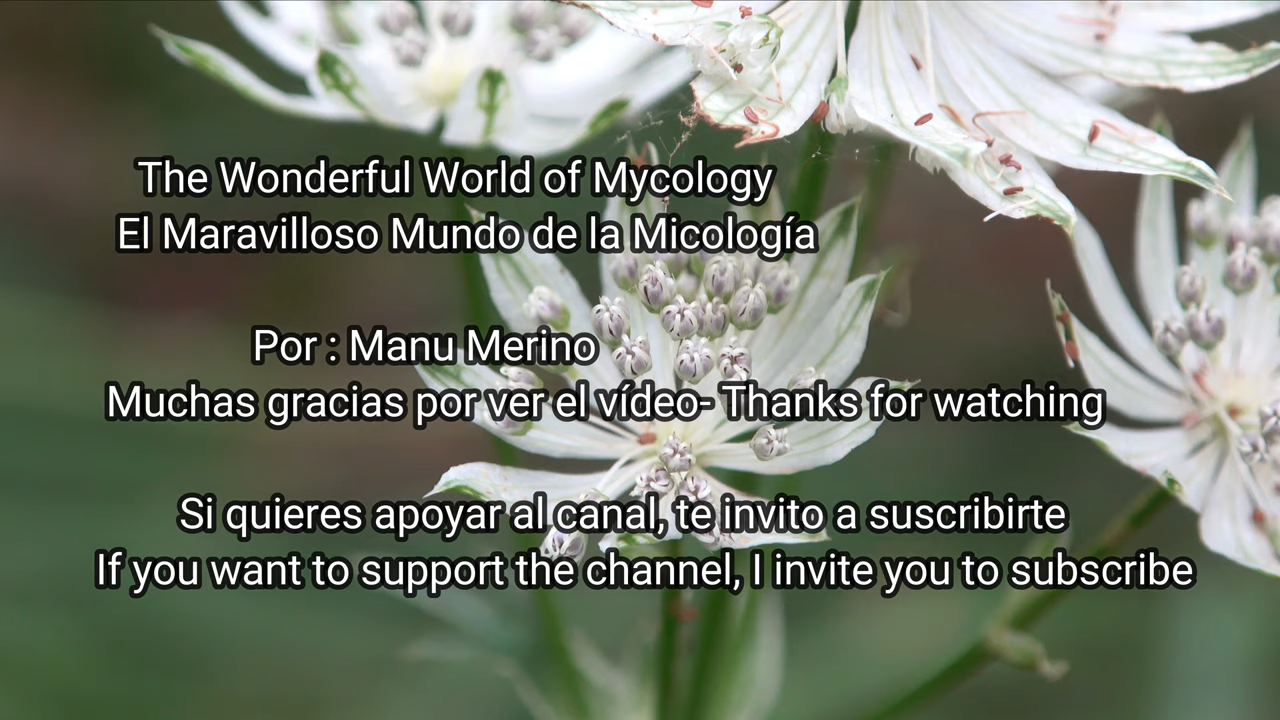 The Wonderful World of Mycology
El Maravilloso Mundo de la Micología
Por : Manu Merino
Muchas gracias por ver el vídeo- Thanks for watching
Si quieres apoyar al canal, te invito a suscribirte
If you want to support the channel, I invite you to subscribe